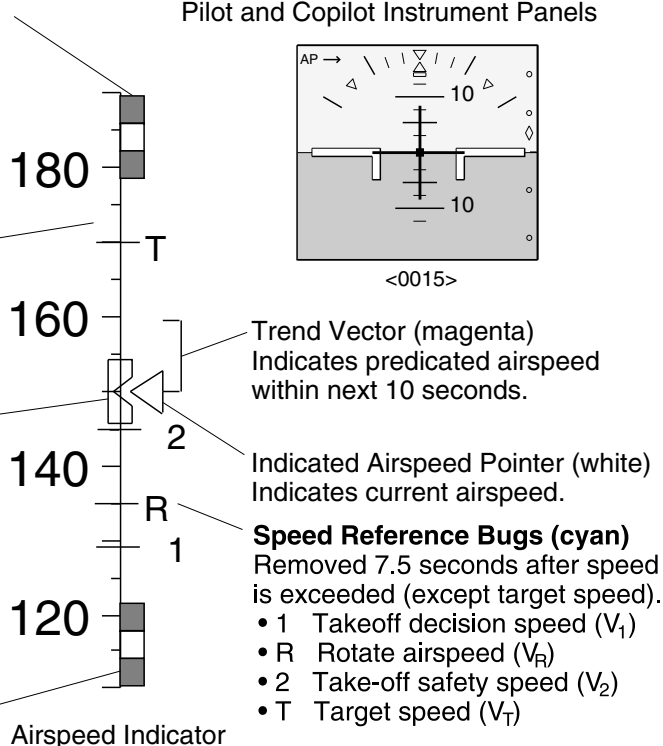 Pilot and Copilot Instrument Panels
AP →
10
10
<0015>
180
T
160
2
140
R
1
120
Trend Vector (magenta)
Indicates predicated airspeed
within next 10 seconds.
Indicated Airspeed Pointer (white)
Indicates current airspeed.
Speed Reference Bugs (cyan)
Removed 7.5 seconds after speed
is exceeded (except target speed).
• 1 Takeoff decision speed (V1)
• R Rotate airspeed (VR)
• 2 Take-off safety speed (V2)
• T Target speed (VT)
Airspeed Indicator